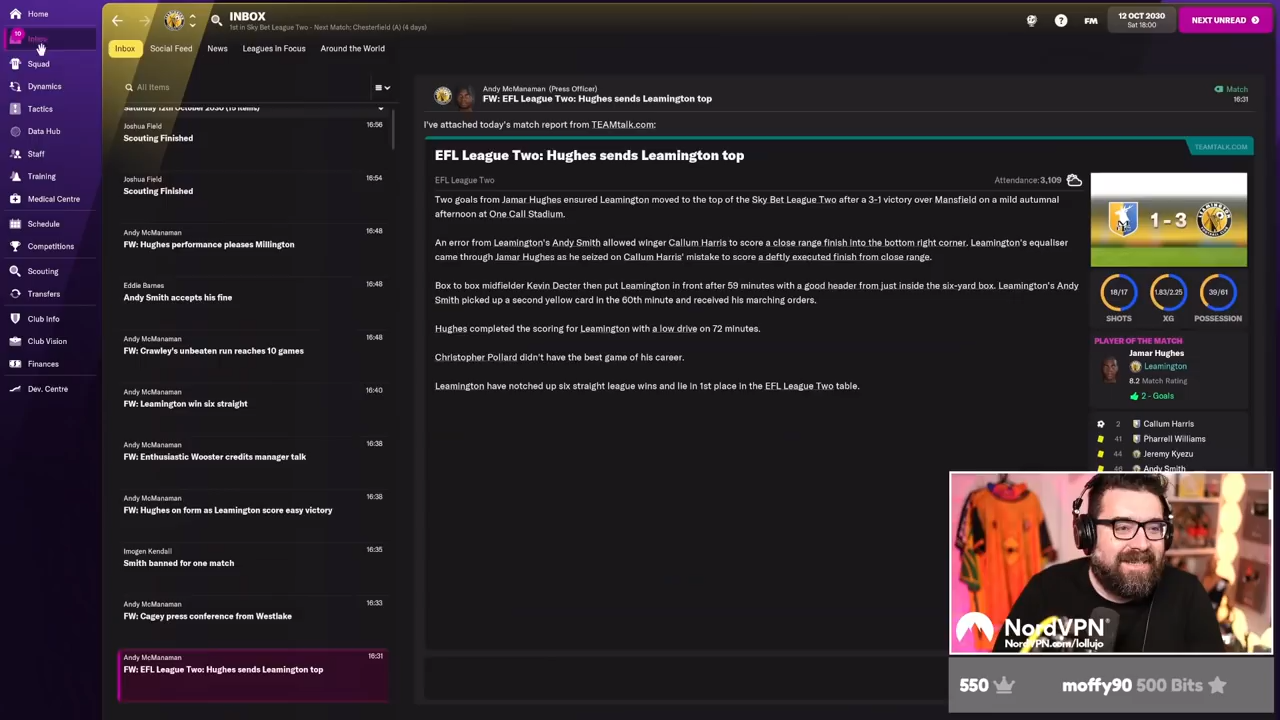 Home
INBOX
1st in Sky Bet League Two - Next Match: Chesterfield (A) (4 days)
FM
12 OCT 2030
Sat 18:00
NEXT UNREAD
10
Squad
Dynamics
Tactics
Data Hub
Staff
Training
Medical Centre
Schedule
Competitions
Scouting
Transfers
Club Info
Club Vision
Finances
Dev. Centre
Inbox
Social Feed
News
Leagues In Focus
Around the World
All Items
Saturday 12th October 2030 (15 items)
Joshua Field
16:56
Scouting Finished
Joshua Field
18:54
Scouting Finished
Andy McManaman
16:48
FW: Hughes performance pleases Millington
Eddie Barnes
16:48
Andy Smith accepts his fine
Andy McManaman
16:48
FW: Crawley's unbeaten run reaches 10 games
Andy McManaman
16:40
FW: Leamington win six straight
Andy McManaman
16:38
FW: Enthusiastic Wooster credits manager talk
Andy McManaman
16:38
FW: Hughes on form as Leamington score easy victory
Imogen Kendall
16:35
Smith banned for one match
Andy McManaman
16:33
FW: Cagey press conference from Westlake
Andy McManaman
16:31
FW: EFL League Two: Hughes sends Leamington top
Andy McManaman (Press Officer)
FW: EFL League Two: Hughes sends Leamington top
Match
16:31
I've attached today's match report from TEAMtalk.com:
TEAMTALK.COM
EFL League Two: Hughes sends Leamington top
EFL League Two
Attendance: 3,109
Two goals from Jamar Hughes ensured Leamington moved to the top of the Sky Bet League Two after a 3-1 victory over Mansfield on a mild autumnal
afternoon at One Call Stadium.
An error from Leamington's Andy Smith allowed winger Callum Harris to score a close range finish into the bottom right corner. Leamington's equaliser
came through Jamar Hughes as he seized on Callum Harris' mistake to score a deftly executed finish from close range.
Box to box midfielder Kevin Decter then put Leamington in front after 59 minutes with a good header from just inside the six-yard box. Leamington's Andy
Smith picked up a second yellow card in the 60th minute and received his marching orders.
Hughes completed the scoring for Leamington with a low drive on 72 minutes.
Christopher Pollard didn't have the best game of his career.
Leamington have notched up six straight league wins and lie in 1st place in the EFL League Two table.
1 - 3
18/17
1.83/2.25
39/61
SHOTS
XG
POSSESSION
PLAYER OF THE MATCH
Jamar Hughes
Leamington
8.2 Match Rating
2 - Goals
2 Callum Harris
41 Pharrell Williams
44 Jeremy Kyezu
46 Andy Smith
NordVPN®
NordVPN.com/lollujo
550
moffy90 500 Bits